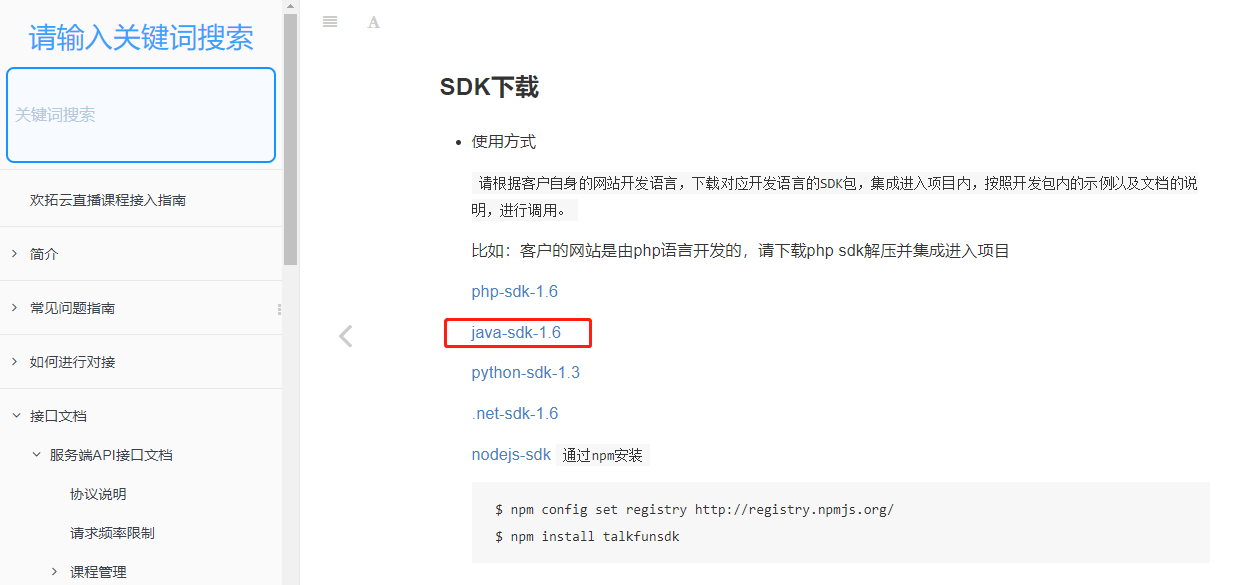 请输入关键词搜索
关键词搜索
欢拓云直播课程接入指南
简介
常见问题指南
如何进行对接
接口文档
服务端API接口文档
协议说明
请求频率限制
课程管理
A
SDK下载
使用方式
请根据客户自身的网站开发语言，下载对应开发语言的SDK包，集成进入项目内，按照开发包内的示例以及文档的说
明，进行调用。
比如：客户的网站是由php语言开发的，请下载php sdk解压并集成进入项目
php-sdk-1.6
java-sdk-1.6
python-sdk-1.3
.net-sdk-1.6
nodejs-sdk 通过npm安装
$ npm config set registry http://registry.npmjs.org/
$ npm install talkfunsdk